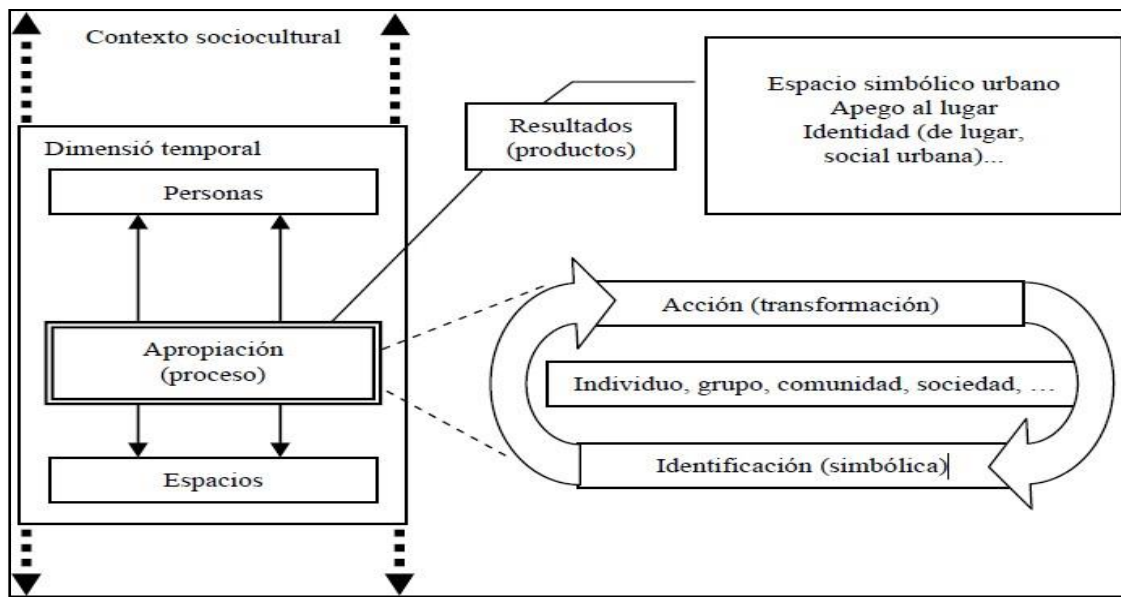 Contexto sociocultural
Dimensió temporal
Personas
Apropiación
(proceso)
Espacios
Resultados
(productos)
Espacio simbólico urbano
Apego al lugar
Identidad (de lugar,
social urbana)...
Acción (transformación)
Individuo, grupo, comunidad, sociedad, …
Identificación (simbólica)